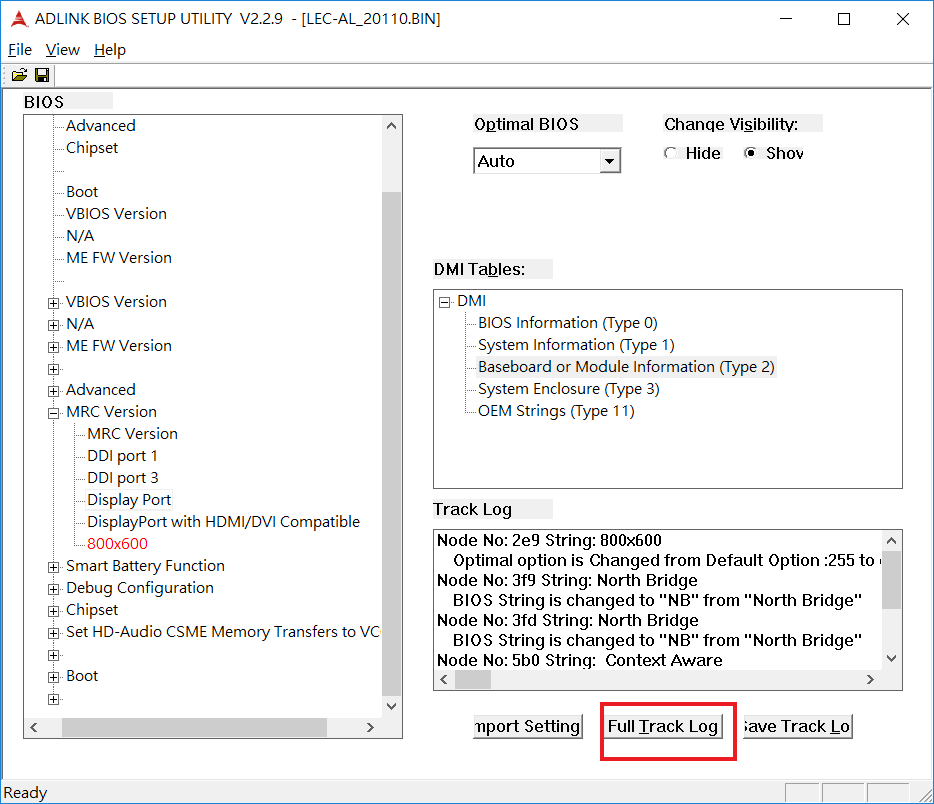 ADLINK BIOS SETUP UTILITY V2.2.9 - [LEC-AL_20110.BIN]
File View Help
BIOS
Advanced
Chipset
Boot
VBIOS Version
N/A
ME FW Version
VBIOS Version
N/A
ME FW Version
Advanced
MRC Version
MRC Version
DDI port 1
DDI port 3
Display Port
DisplayPort with HDMI/DVI Compatible
800x600
Smart Battery Function
Debug Configuration
Chipset
Set HD-Audio CSME Memory Transfers to VC
Boot
Optimal BIOS
Auto
Change Visibility:
Hide
Shov
DMI Tables:
DMI
BIOS Information (Type 0)
System Information (Type 1)
Baseboard or Module Information (Type 2)
System Enclosure (Type 3)
OEM Strings (Type 11)
Track Log
Node No: 2e9 String: 800x600
Optimal option is Changed from Default Option :255 to
Node No: 3f9 String: North Bridge
BIOS String is changed to "NB" from "North Bridge"
Node No: 3fd String: North Bridge
BIOS String is changed to "NB" from "North Bridge"
Node No: 5b0 String: Context Aware
mport Setting
Full Track Log
Save Track Lo
Ready